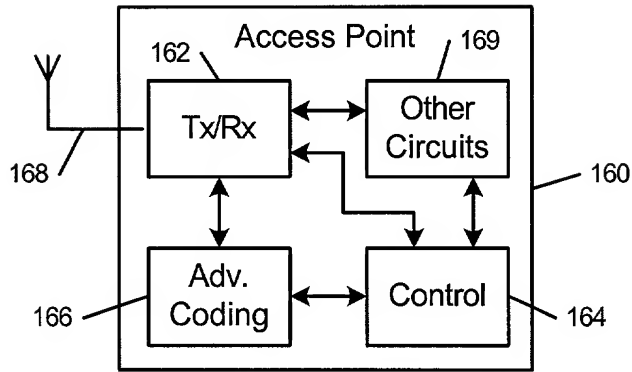 Access Point
162
169
Tx/Rx
Other
Circuits
168
160
Adv.
Coding
Control
166
164